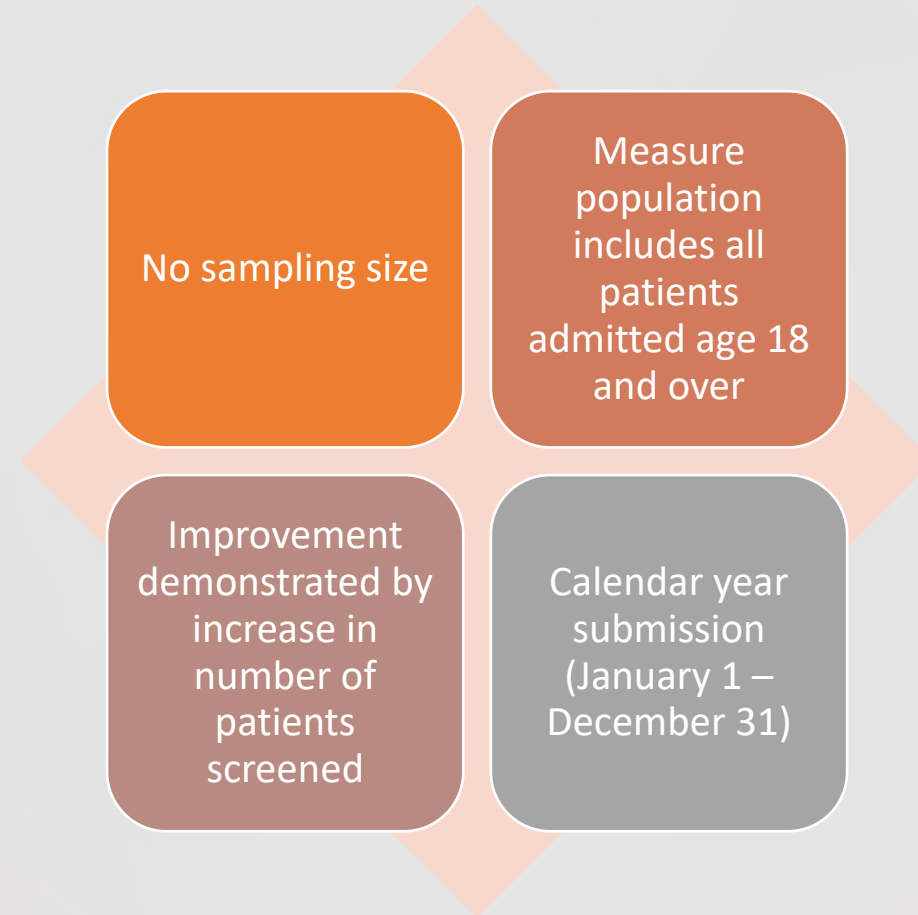 No sampling size
Measure
population
includes all
patients
admitted age 18
and over
Improvement
demonstrated by
increase in
number of
patients
screened
Calendar year
submission
(January 1 –
December 31)